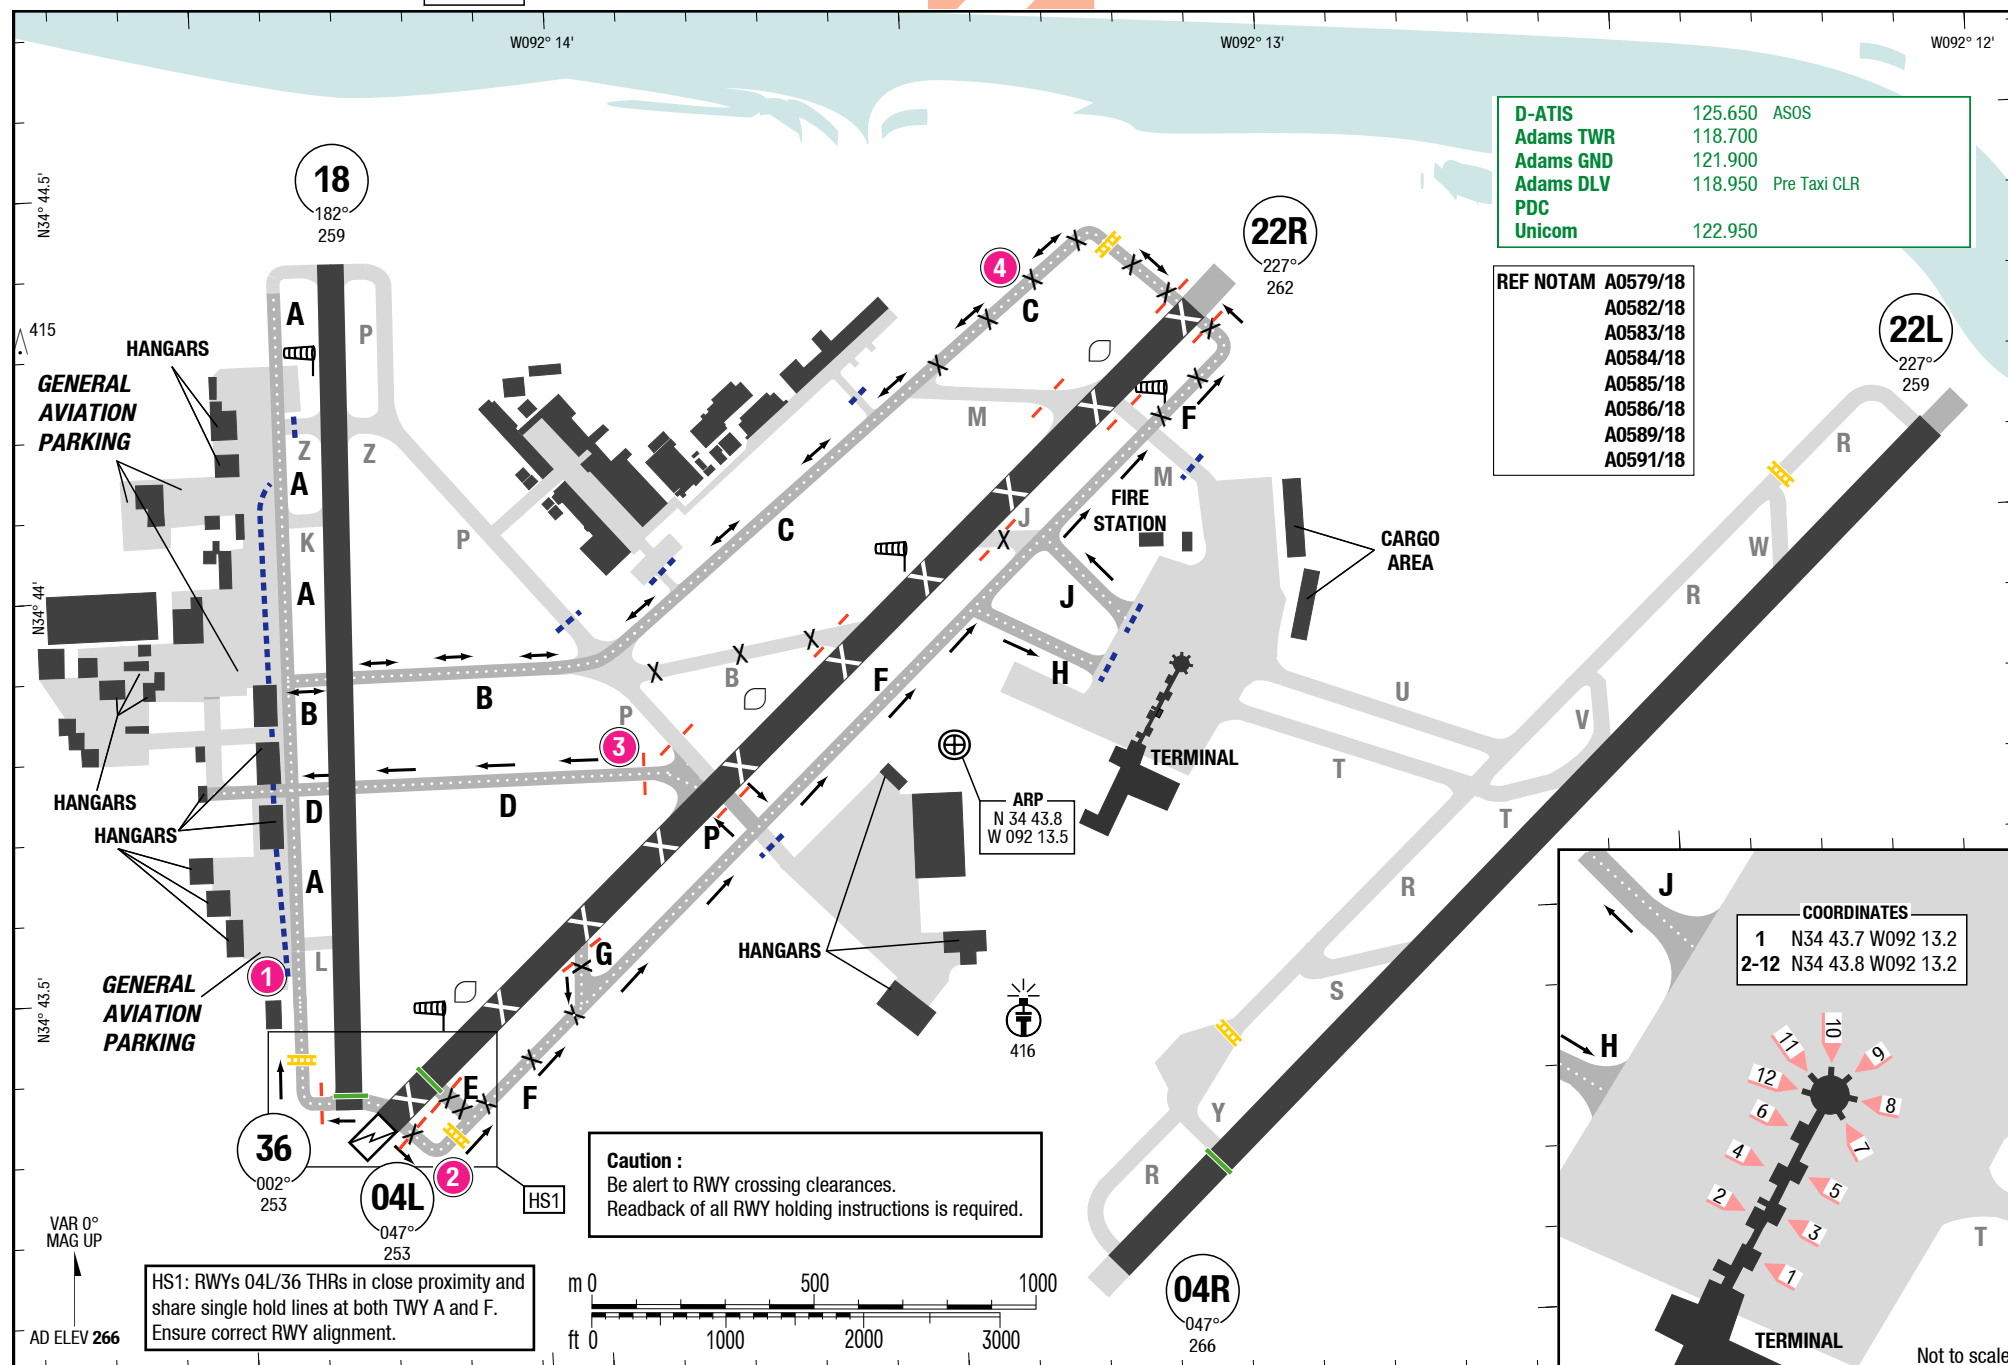 W092° 14'
W092° 13'
W092° 12'
N34° 44.5'
N34° 44'
N34° 43.5'
D-ATIS 125.650 ASOS
Adams TWR 118.700
Adams GND 121.900
Adams DLV 118.950 Pre Taxi CLR
PDC
Unicom 122.950
REF NOTAM A0579/18
A0582/18
A0583/18
A0584/18
A0585/18
A0586/18
A0589/18
A0591/18
18
182°
259
22R
227°
262
22L
227°
259
415
HANGARS
GENERAL
AVIATION
PARKING
A
P
Z
Z
A
K
A
P
4
C
M
F
M
J
FIRE
STATION
C
CARGO
AREA
R
W
R
J
H
F
B
B
B
P
3
U
V
T
T
TERMINAL
HANGARS
HANGARS
D
D
P
ARP
N 34 43.8
W 092 13.5
A
L
1
R
S
G
HANGARS
GENERAL
AVIATION
PARKING
416
E
F
Y
R
36
002°
253
04L
047°
253
2
HS1
Caution :
Be alert to RWY crossing clearances.
Readback of all RWY holding instructions is required.
VAR 0°
MAG UP
AD ELEV 266
HS1: RWYs 04L/36 THRs in close proximity and
share single hold lines at both TWY A and F.
Ensure correct RWY alignment.
m 0 500 1000
ft 0 1000 2000 3000
04R
047°
266
J
COORDINATES
1 N34 43.7 W092 13.2
2-12 N34 43.8 W092 13.2
H
10
11
9
12
8
6
7
4
5
2
3
1
T
TERMINAL
Not to scale